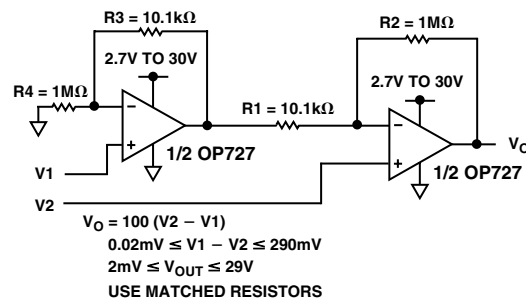 R3 = 10.1kΩ
R2 = 1MΩ
2.7V TO 30V
2.7V TO 30V
R4 = 1MΩ
R1 = 10.1kΩ
−
−
+
+
V1
1/2 OP727
1/2 OP727
VO
V2
VO = 100 (V2 − V1)
0.02mV ≤ V1 − V2 ≤ 290mV
2mV ≤ VOUT ≤ 29V
USE MATCHED RESISTORS